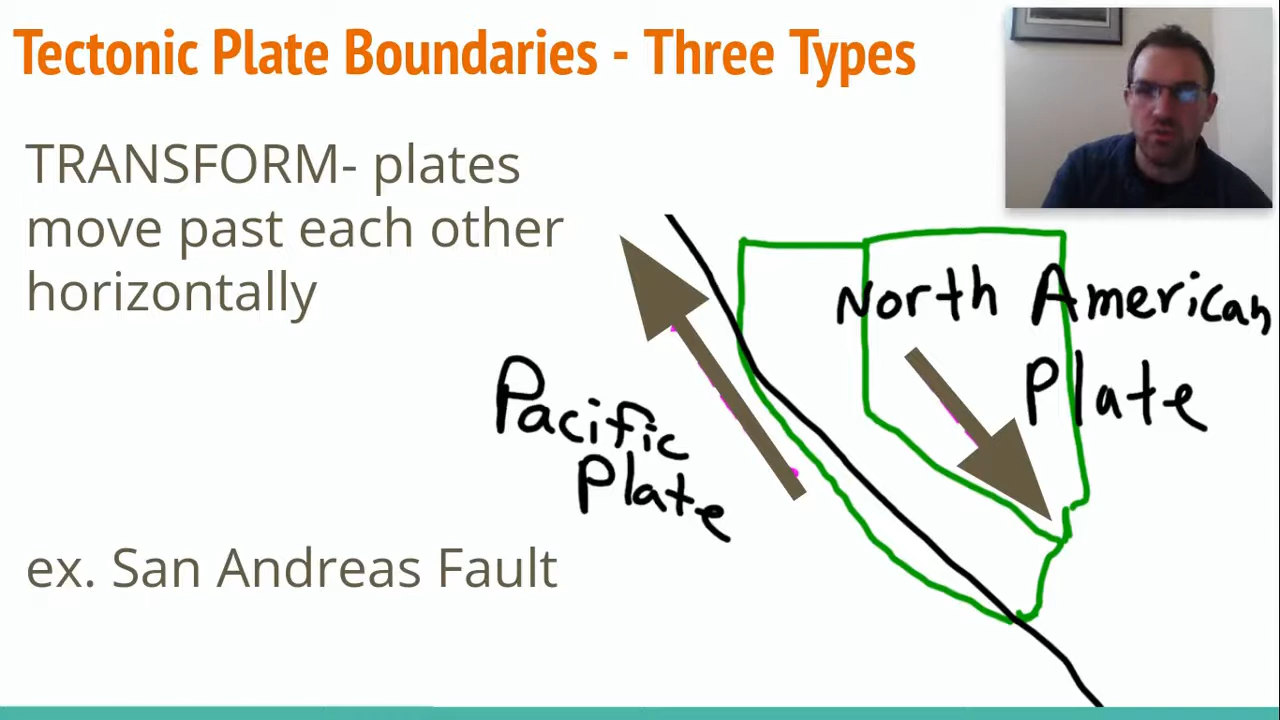 Tectonic Plate Boundaries - Three Types
TRANSFORM- plates
move past each other
horizontally
North American
Plate
Pacific
Plate
ex. San Andreas Fault